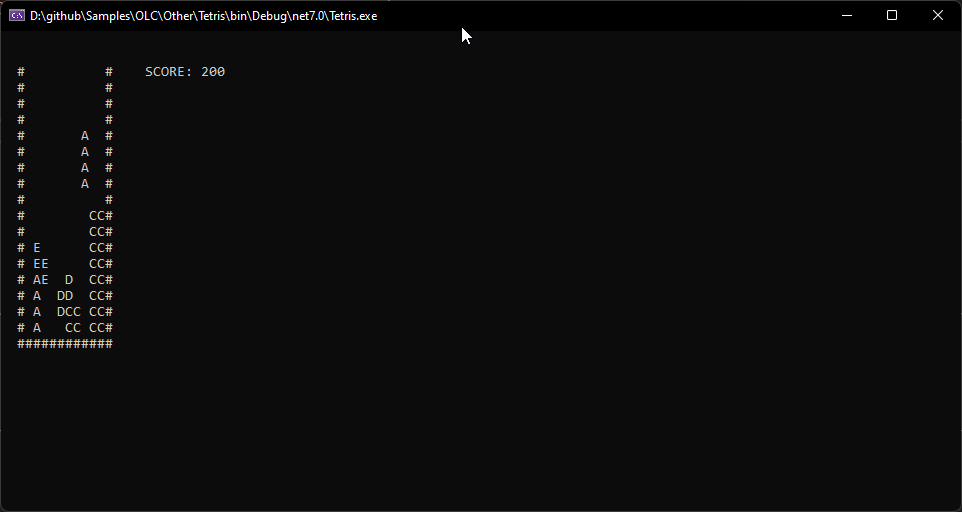 D:\github\Samples\OLC\Other\Tetris\bin\Debug\net7.0\Tetris.exe
#          #    SCORE: 200
#          #
#          #
#          #
#       A  #
#       A  #
#       A  #
#       A  #
#          #
#        CC#
#        CC#
# E      CC#
# EE     CC#
# AE  D  CC#
# A  DD  CC#
# A  DCC CC#
# A   CC CC#
############